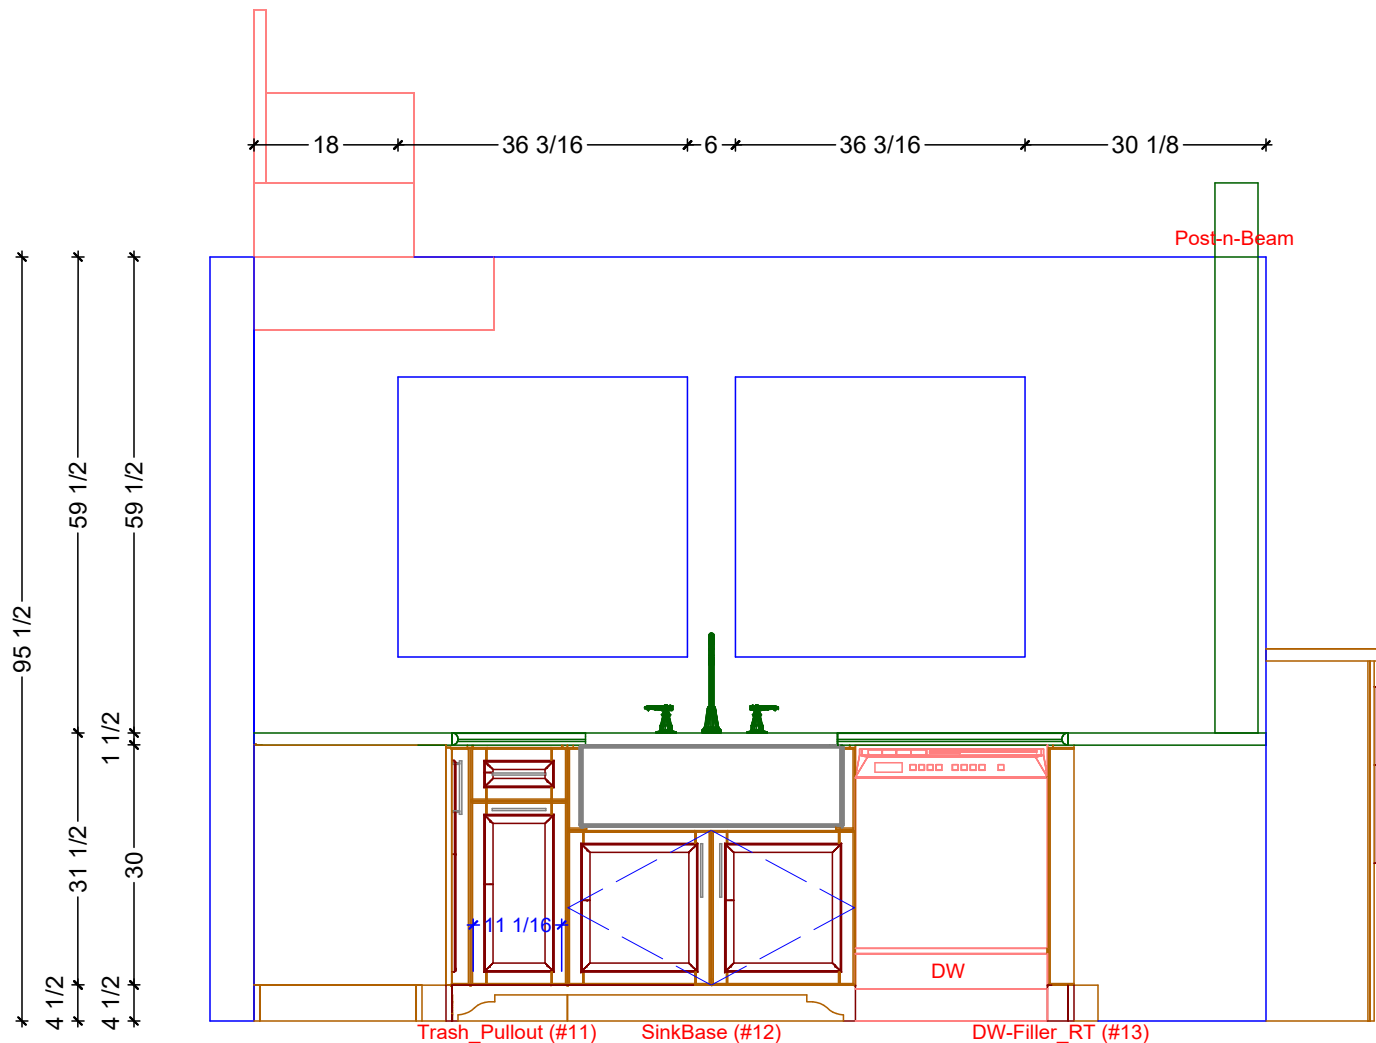 18 36 3/16 6 36 3/16 30 1/8
Post-n-Beam
95 1/2
59 1/2
59 1/2
1 1/2
31 1/2
30
4 1/2
4 1/2
11 1/16
DW
Trash_Pullout (#11) SinkBase (#12) DW-Filler_RT (#13)